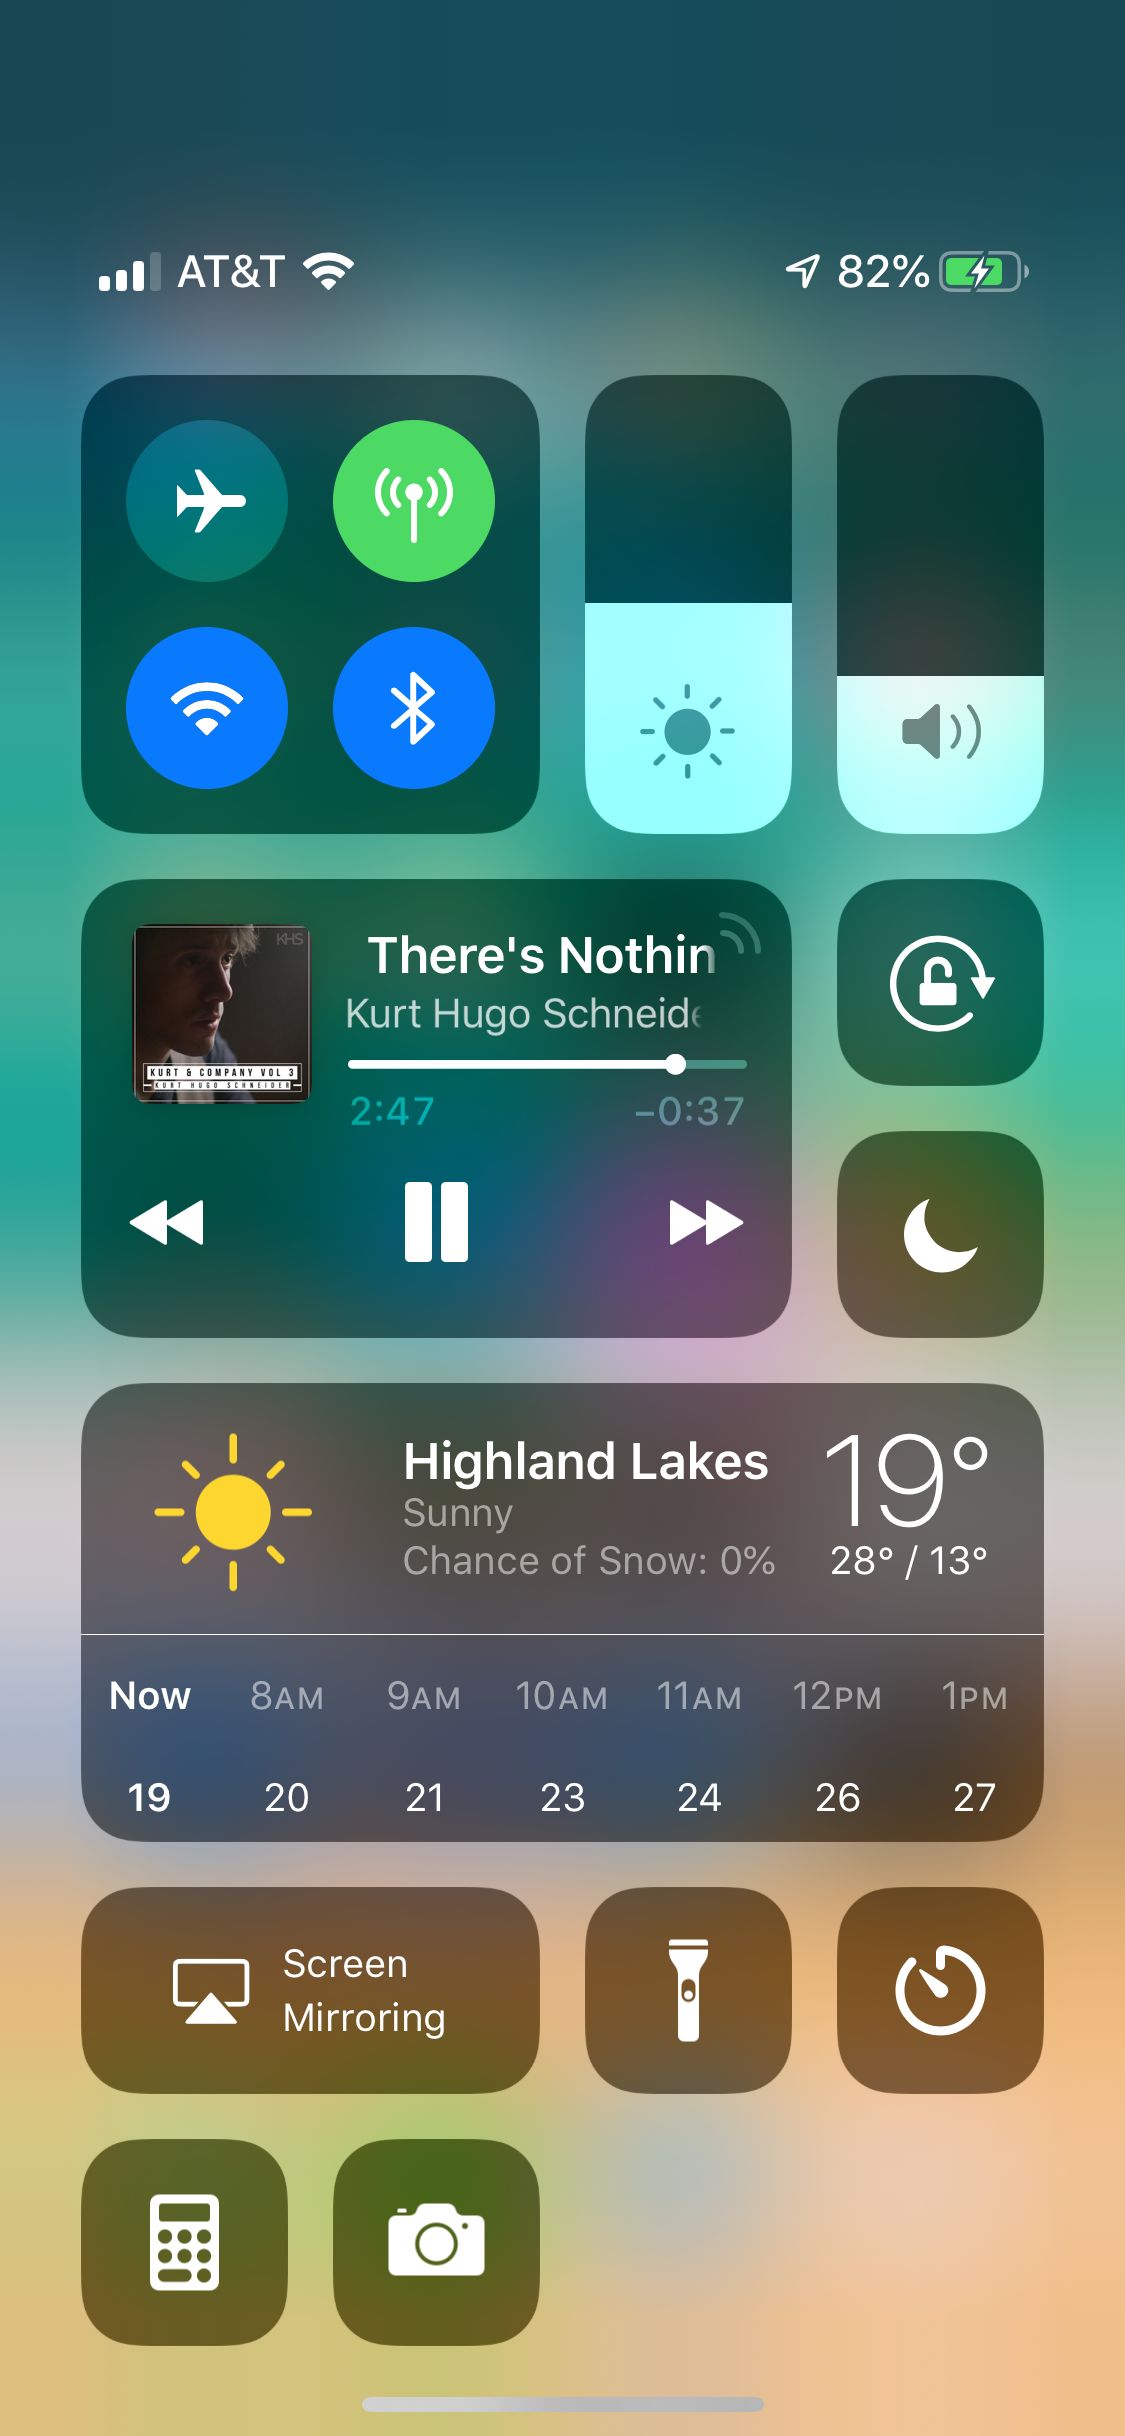 AT&T 82%
KHS
KURT & COMPANY VOL 3
KURT HUGO SCHNEIDER
There's Nothin
Kurt Hugo Schneide
2:47 −0:37
Highland Lakes 19°
Sunny
Chance of Snow: 0% 28° / 13°
Now 8AM 9AM 10AM 11AM 12PM 1PM
19 20 21 23 24 26 27
Screen
Mirroring